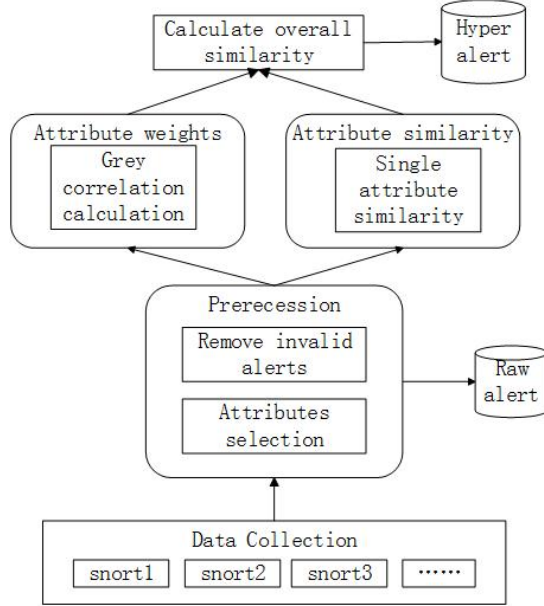 Calculate overall
similarity
Hyper
alert
Attribute weights
Grey
correlation
calculation
Attribute similarity
Single
attribute
similarity
Prerecession
Remove invalid
alerts
Attributes
selection
Raw
alert
Data Collection
snort1
snort2
snort3
……